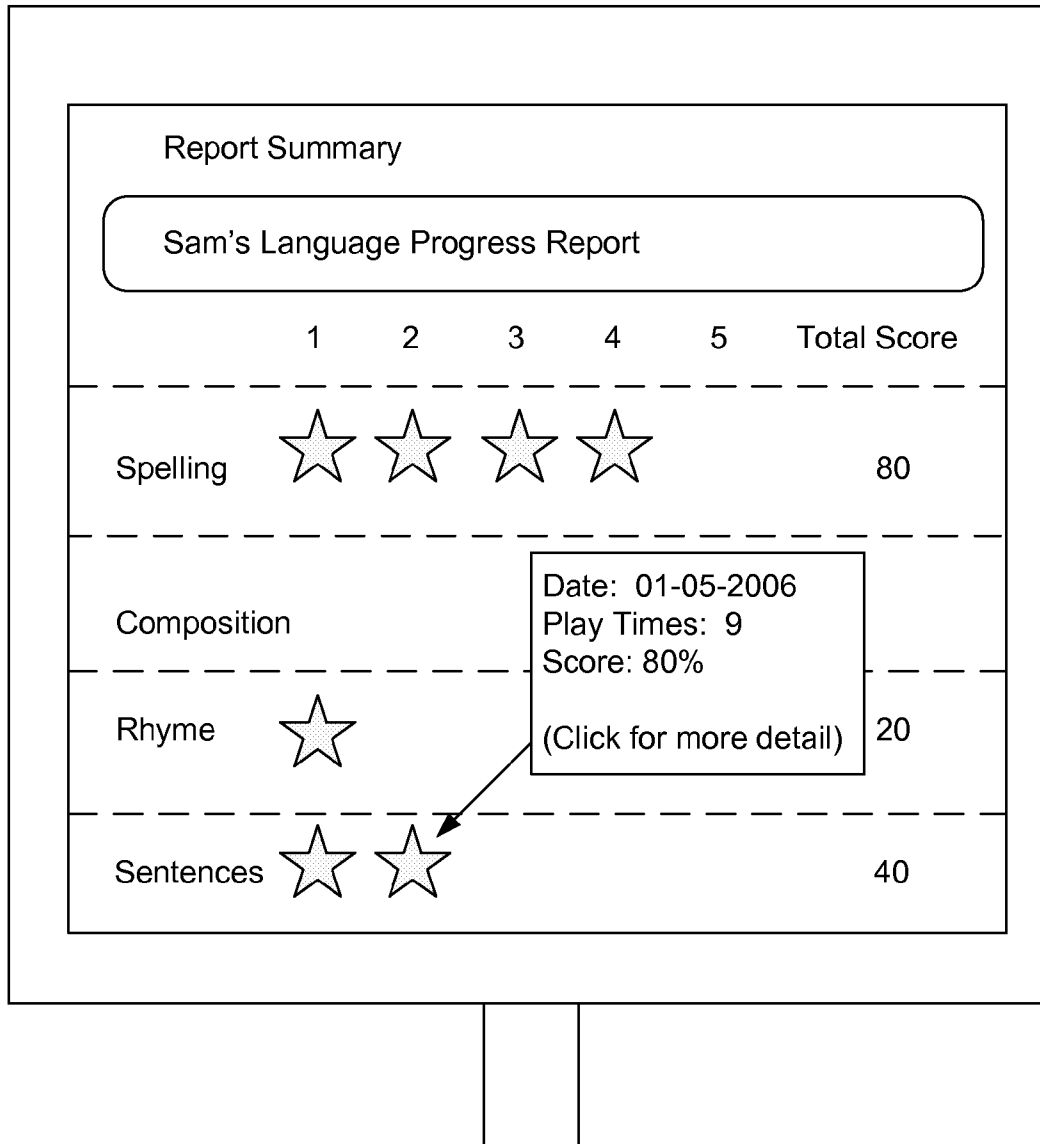 Report Summary
Sam's Language Progress Report
1 2 3 4 5 Total Score
Spelling 80
Composition
Date: 01-05-2006
Play Times: 9
Score: 80%
(Click for more detail)
Rhyme 20
Sentences 40